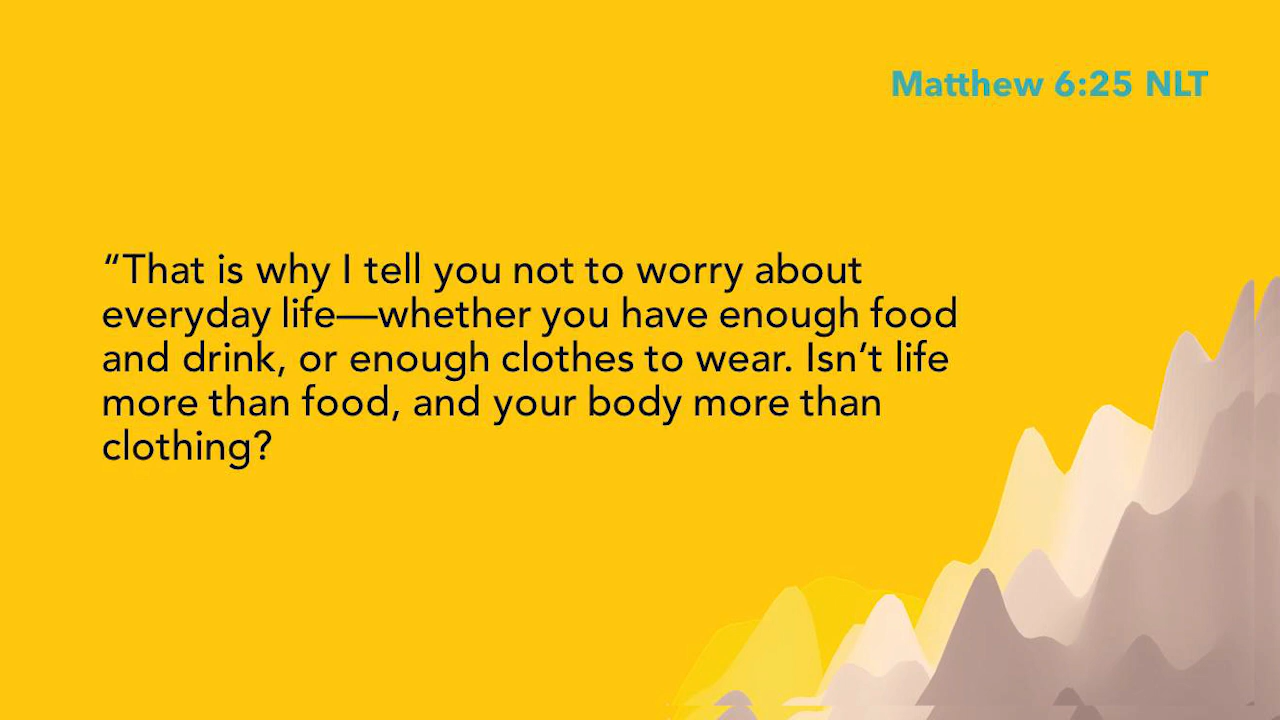 Matthew 6:25 NLT
“That is why I tell you not to worry about
everyday life—whether you have enough food
and drink, or enough clothes to wear. Isn’t life
more than food, and your body more than
clothing?